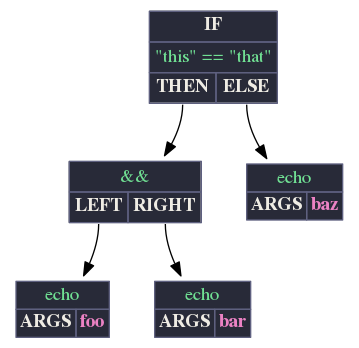 IF
"this" == "that"
THEN ELSE
&&
LEFT RIGHT
echo
ARGS baz
echo
ARGS foo
echo
ARGS bar